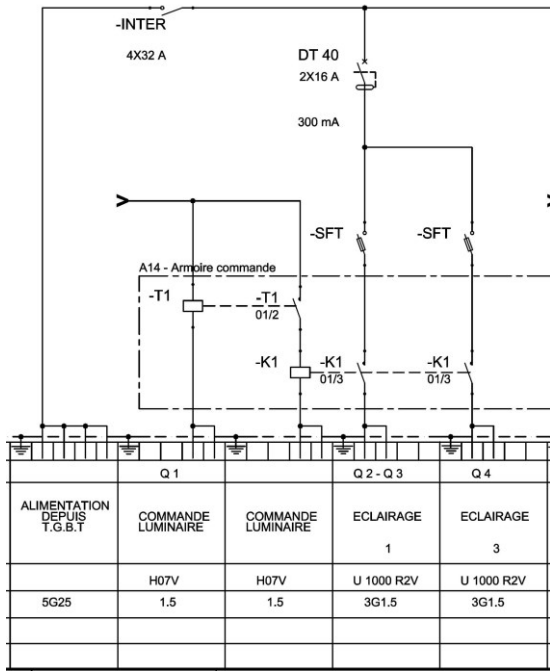 -INTER
4X32 A
DT 40
2X16 A
300 mA
-SFT
-SFT
A14 - Armoire commande
-T1
-T1
01/2
-K1
-K1
01/3
-K1
01/3
Q 1
Q 2 - Q 3
Q 4
ALIMENTATION
DEPUIS
T.G.B.T
COMMANDE
LUMINAIRE
COMMANDE
LUMINAIRE
ECLAIRAGE
1
ECLAIRAGE
3
H07V
H07V
U 1000 R2V
U 1000 R2V
5G25
1.5
1.5
3G1.5
3G1.5